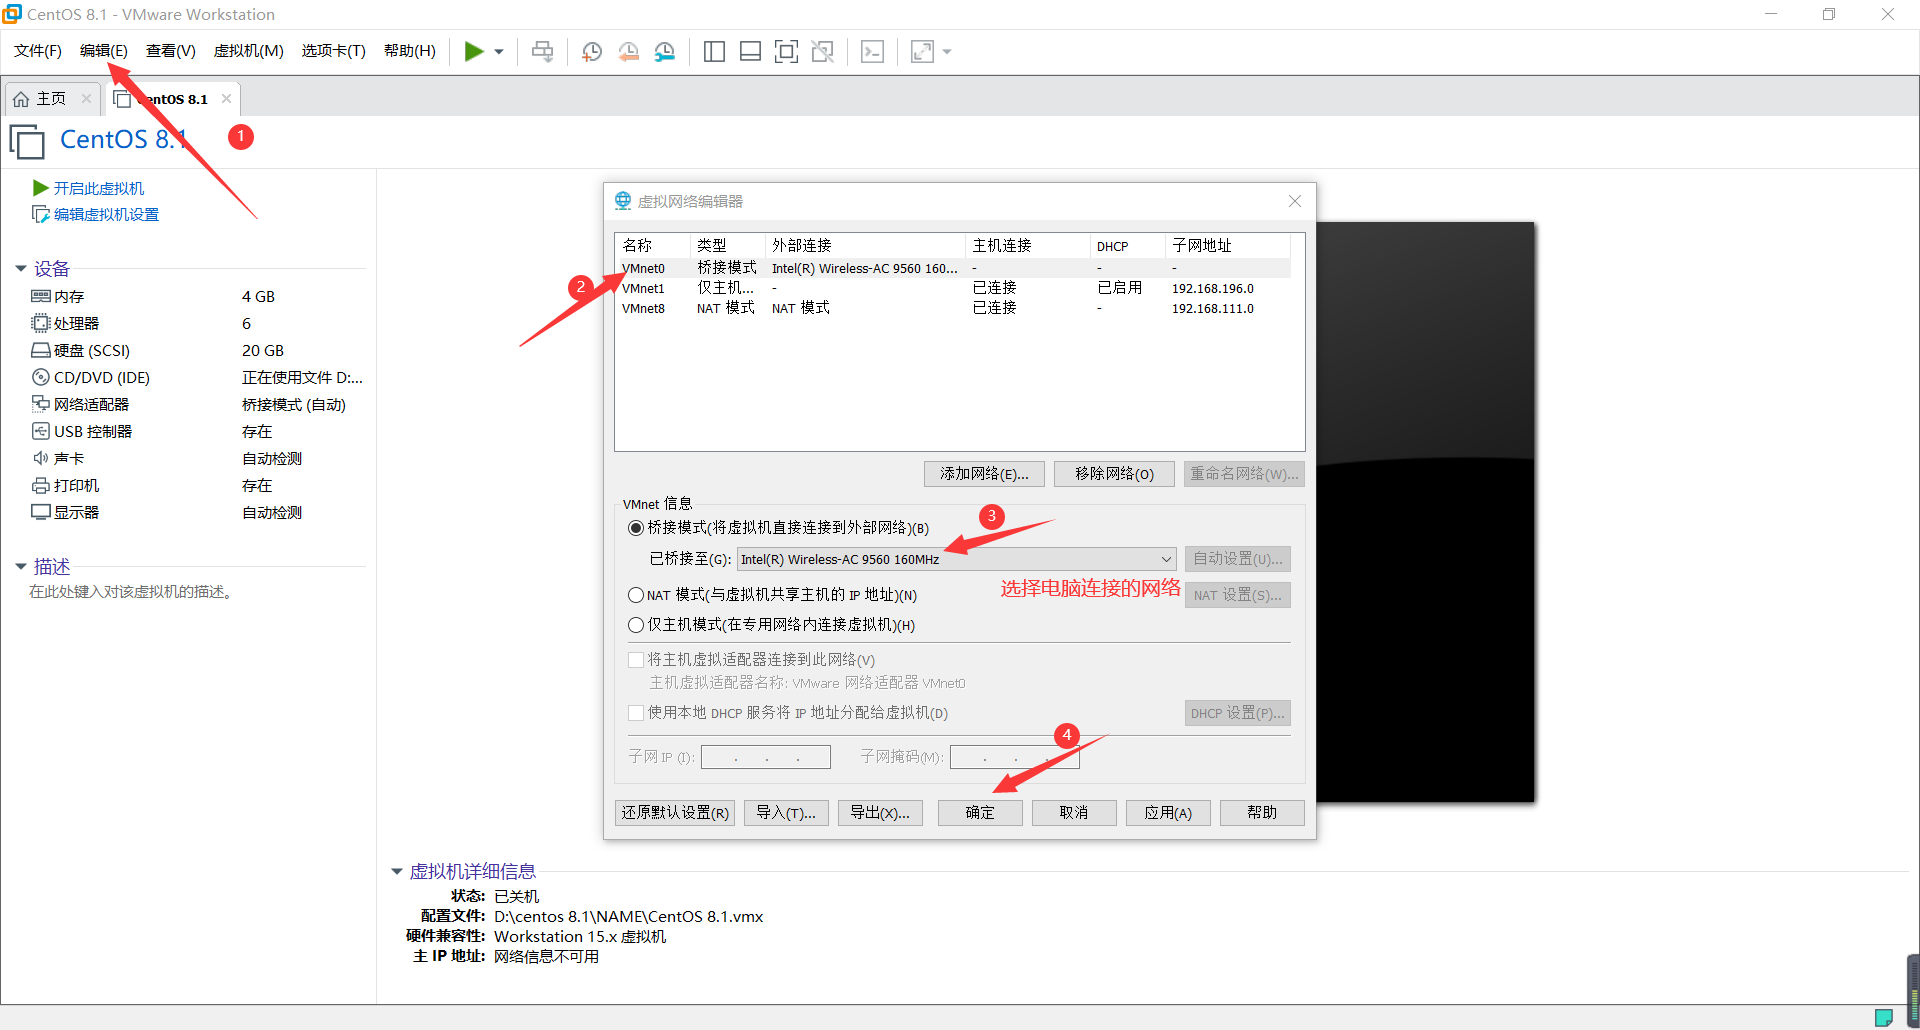 CentOS 8.1 - VMware Workstation
文件(F) 编辑(E) 查看(V) 虚拟机(M) 选项卡(T) 帮助(H)
主页
entOS 8.1
CentOS 8.1
1
开启此虚拟机
编辑虚拟机设置
设备
内存 4 GB
处理器 6
硬盘 (SCSI) 20 GB
CD/DVD (IDE) 正在使用文件 D:...
网络适配器 桥接模式 (自动)
USB 控制器 存在
声卡 自动检测
打印机 存在
显示器 自动检测
描述
在此处键入对该虚拟机的描述。
虚拟网络编辑器
名称 类型 外部连接 主机连接 DHCP 子网地址
VMnet0 桥接模式 Intel(R) Wireless-AC 9560 160... - - -
2
VMnet1 仅主机... - 已连接 已启用 192.168.196.0
VMnet8 NAT 模式 NAT 模式 已连接 - 192.168.111.0
添加网络(E)... 移除网络(O) 重命名网络(W)...
VMnet 信息
3
桥接模式(将虚拟机直接连接到外部网络)(B)
已桥接至(G): Intel(R) Wireless-AC 9560 160MHz 自动设置(U)...
选择电脑连接的网络
NAT 模式(与虚拟机共享主机的 IP 地址)(N) NAT 设置(S)...
仅主机模式(在专用网络内连接虚拟机)(H)
将主机虚拟适配器连接到此网络(V)
主机虚拟适配器名称: VMware 网络适配器 VMnet0
使用本地 DHCP 服务将 IP 地址分配给虚拟机(D) DHCP 设置(P)...
4
子网 IP (I): . . . 子网掩码(M): . . .
还原默认设置(R) 导入(T)... 导出(X)... 确定 取消 应用(A) 帮助
虚拟机详细信息
状态: 已关机
配置文件: D:\centos 8.1\NAME\CentOS 8.1.vmx
硬件兼容性: Workstation 15.x 虚拟机
主 IP 地址: 网络信息不可用